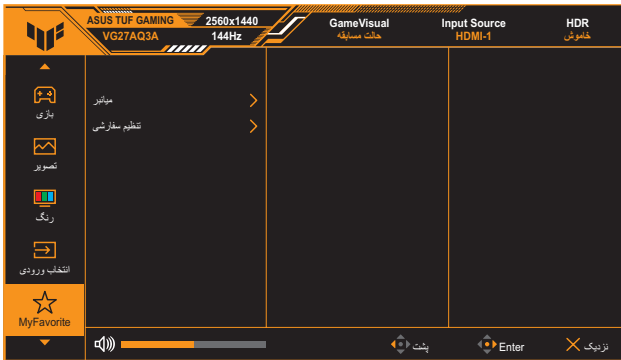 ASUS TUF GAMING
VG27AQ3A
2560x1440
144Hz
GameVisual
حالت مسابقه
Input Source
HDMI-1
HDR
خاموش
بازی
تصویر
رنگ
انتخاب ورودی
MyFavorite
میانبر
تنظیم سفارشی
پشت
Enter
نزدیک